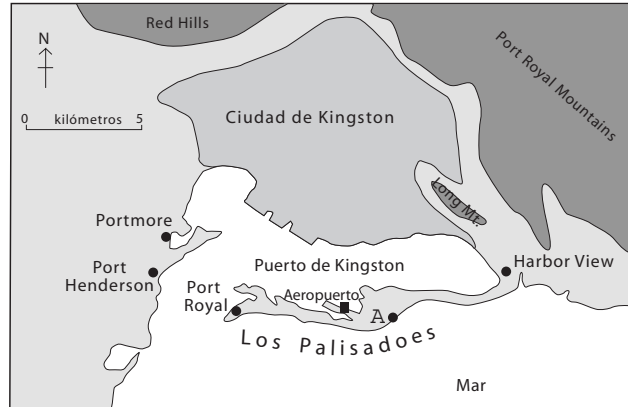 Red Hills
N
Port Royal Mountains
0 kilómetros 5
Ciudad de Kingston
Long Mt.
Portmore
Port
Henderson
Puerto de Kingston
Harbor View
Port
Royal
Aeropuerto
A
Los Palisadoes
Mar